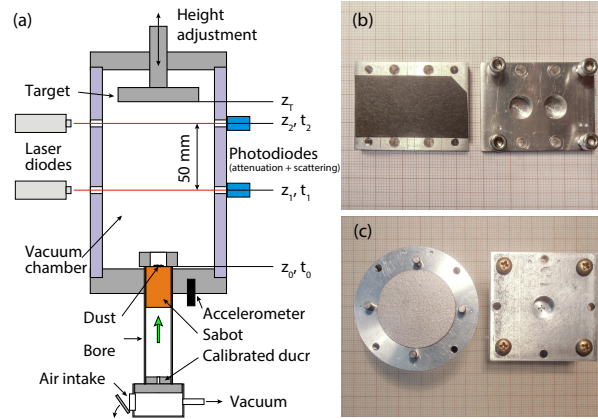 (a)
Height
adjustment
Target
z_T
z_2, t_2
Laser
diodes
50 mm
Photodiodes
(attenuation + scattering)
z_1, t_1
Vacuum
chamber
z_0, t_0
Dust
Accelerometer
Sabot
Bore
Calibrated ducr
Air intake
Vacuum
(b)
(c)